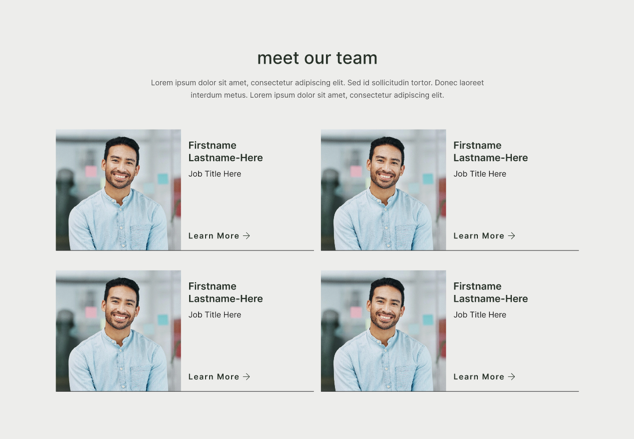 meet our team
Lorem ipsum dolor sit amet, consectetur adipiscing elit. Sed id sollicitudin tortor. Donec laoreet
interdum metus. Lorem ipsum dolor sit amet, consectetur adipiscing elit.
Firstname
Lastname-Here
Job Title Here
Learn More →
Firstname
Lastname-Here
Job Title Here
Learn More →
Firstname
Lastname-Here
Job Title Here
Learn More →
Firstname
Lastname-Here
Job Title Here
Learn More →